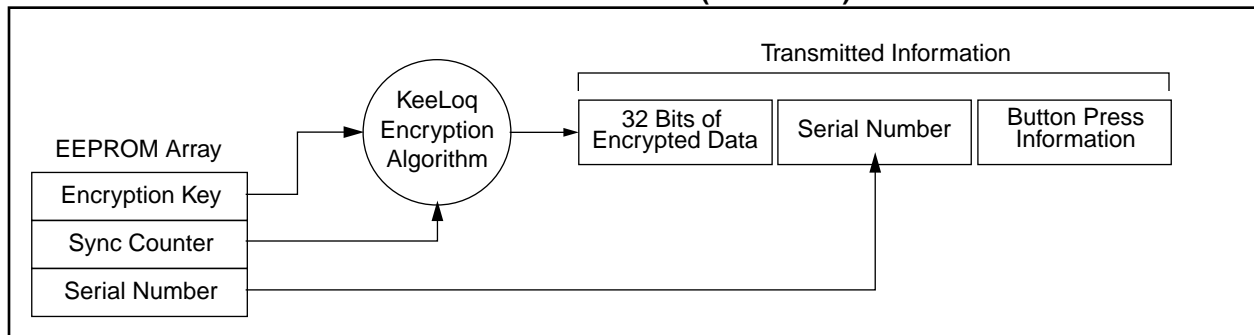 Transmitted Information
KeeLoq
Encryption
Algorithm
32 Bits of
Encrypted Data
Serial Number
Button Press
Information
EEPROM Array
Encryption Key
Sync Counter
Serial Number